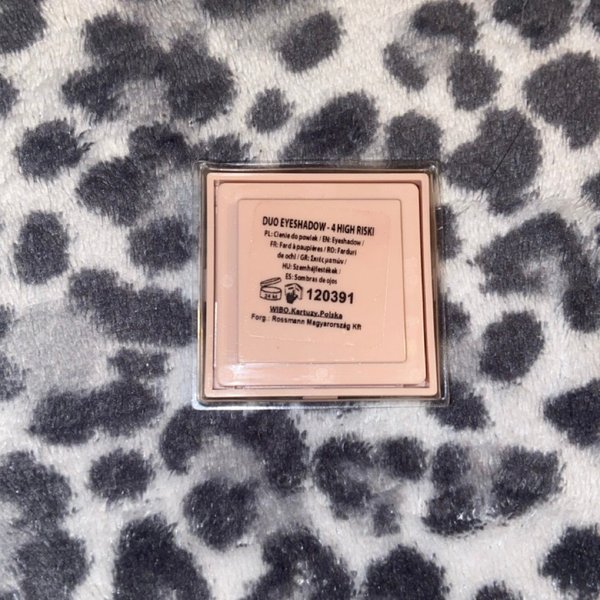 DUO EYESHADOW - 4 HIGH RISK!
PL: Cienie do powiek / EN: Eyeshadow /
FR: Fard à paupières / RO: Farduri
de ochi / GR: Σκιές ματιών /
HU: Szemhéjfestékek /
ES: Sombras de ojos
24 M 120391
WIBO,Kartuzy,Polska
Forg : Rossmann Magyarország Kft